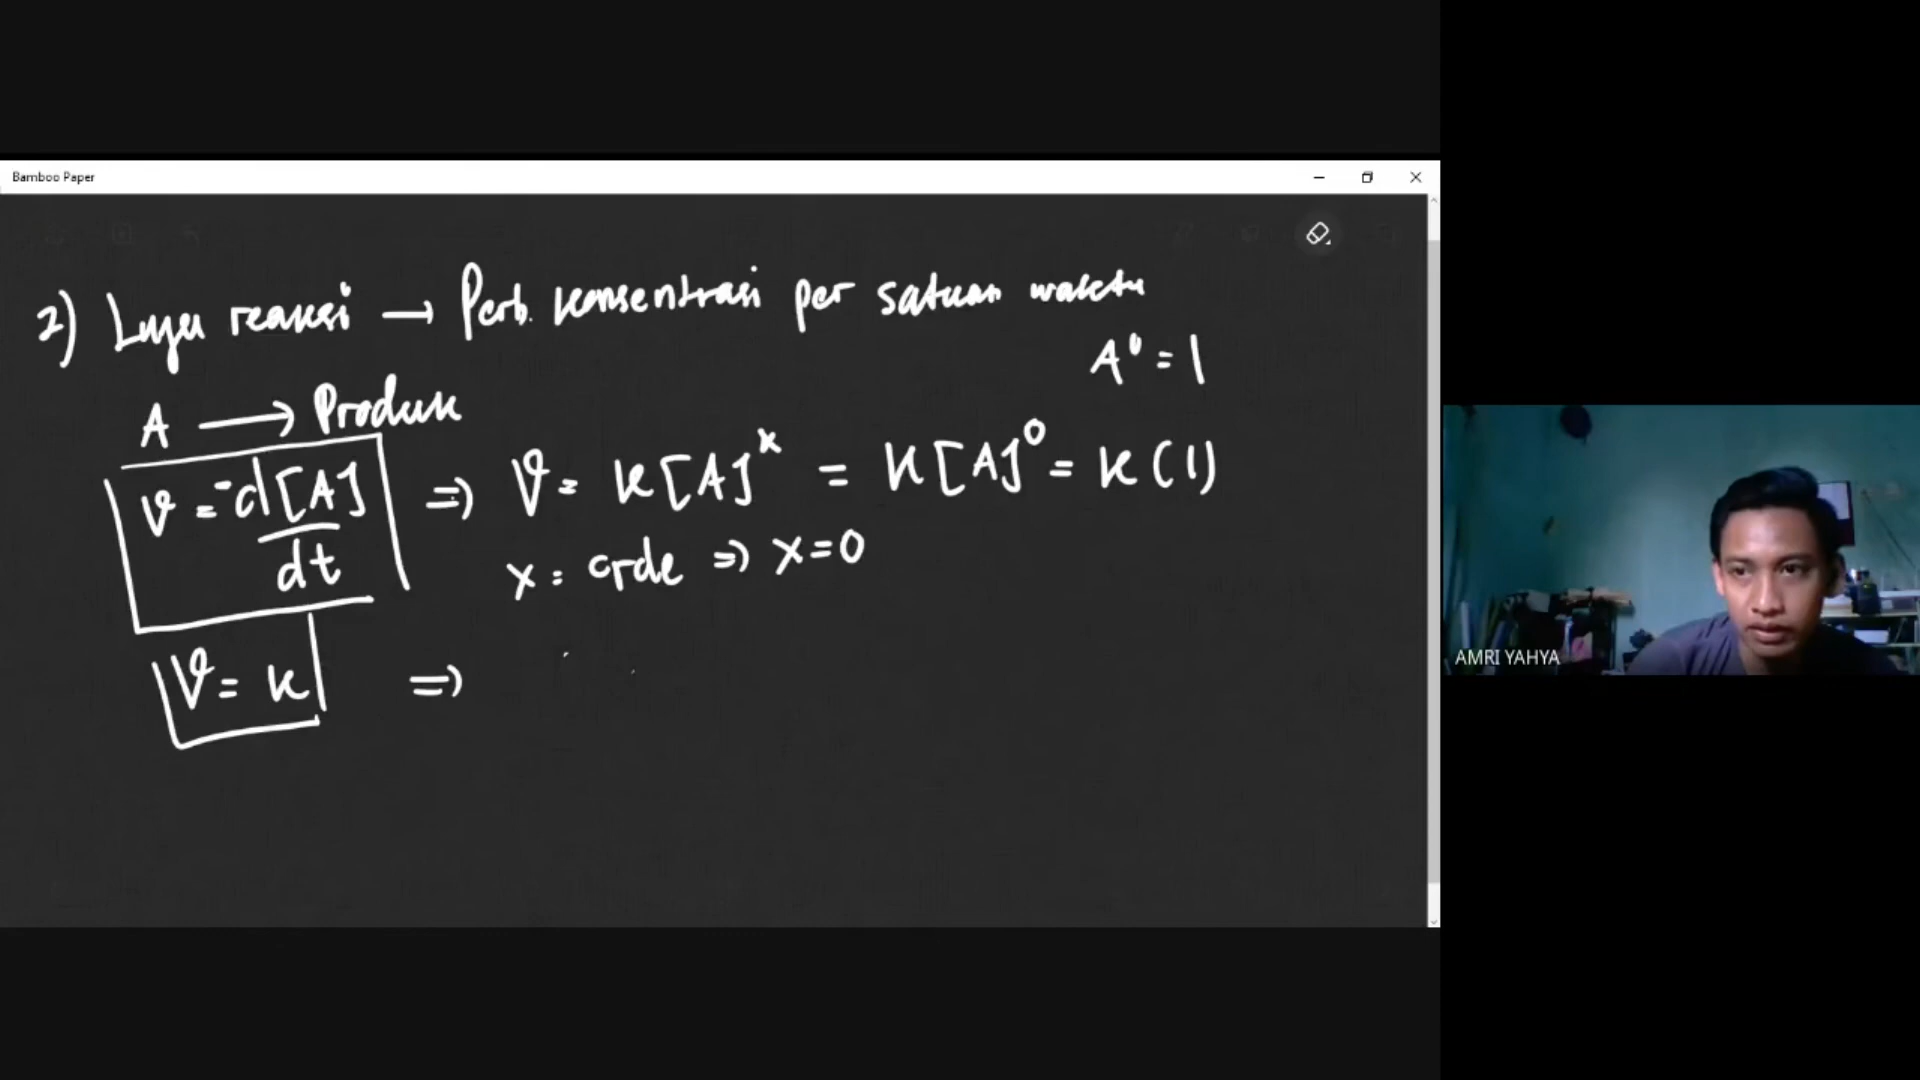 Bamboo Paper
2) Laju reaksi → Perb. konsentrasi per satuan waktu
A⁰ = 1
A → Produk
v = -d[A]/dt ⇒ v = k[A]ˣ = k[A]⁰ = k(1)
x = orde ⇒ x=0
v = k ⇒
AMRI YAHYA